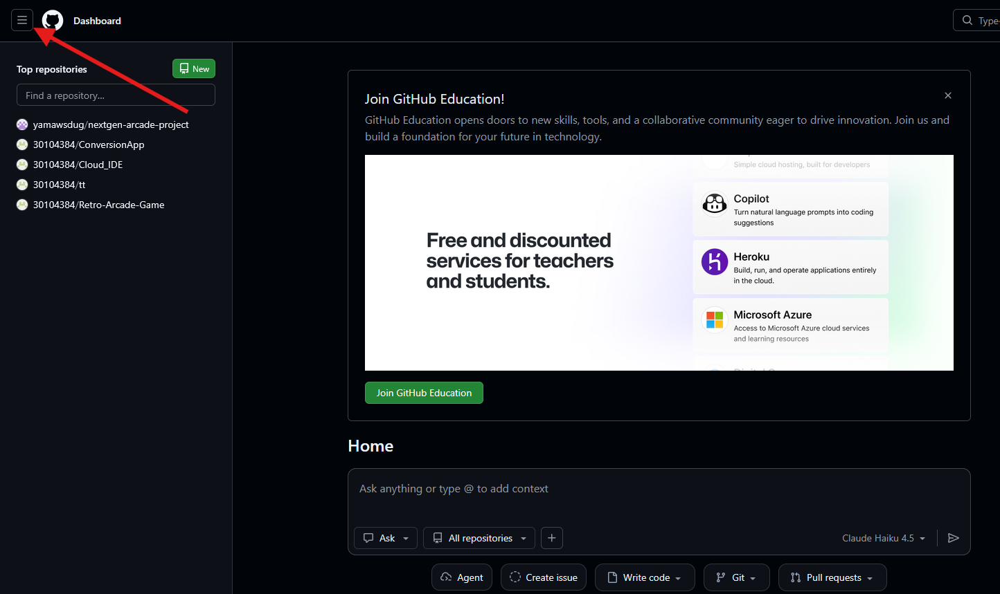 Dashboard
Type
Top repositories
New
Find a repository...
yamawsdug/nextgen-arcade-project
30104384/ConversionApp
30104384/Cloud_IDE
30104384/tt
30104384/Retro-Arcade-Game
Join GitHub Education!
GitHub Education opens doors to new skills, tools, and a collaborative community eager to drive innovation. Join us and
build a foundation for your future in technology.
Free and discounted
services for teachers
and students.
Simple cloud hosting, built for developers
Copilot
Turn natural language prompts into coding
suggestions
Heroku
Build, run, and operate applications entirely
in the cloud.
Microsoft Azure
Access to Microsoft Azure cloud services
and learning resources
Join GitHub Education
Home
Ask anything or type @ to add context
Ask
All repositories
Claude Haiku 4.5
Agent
Create issue
Write code
Git
Pull requests